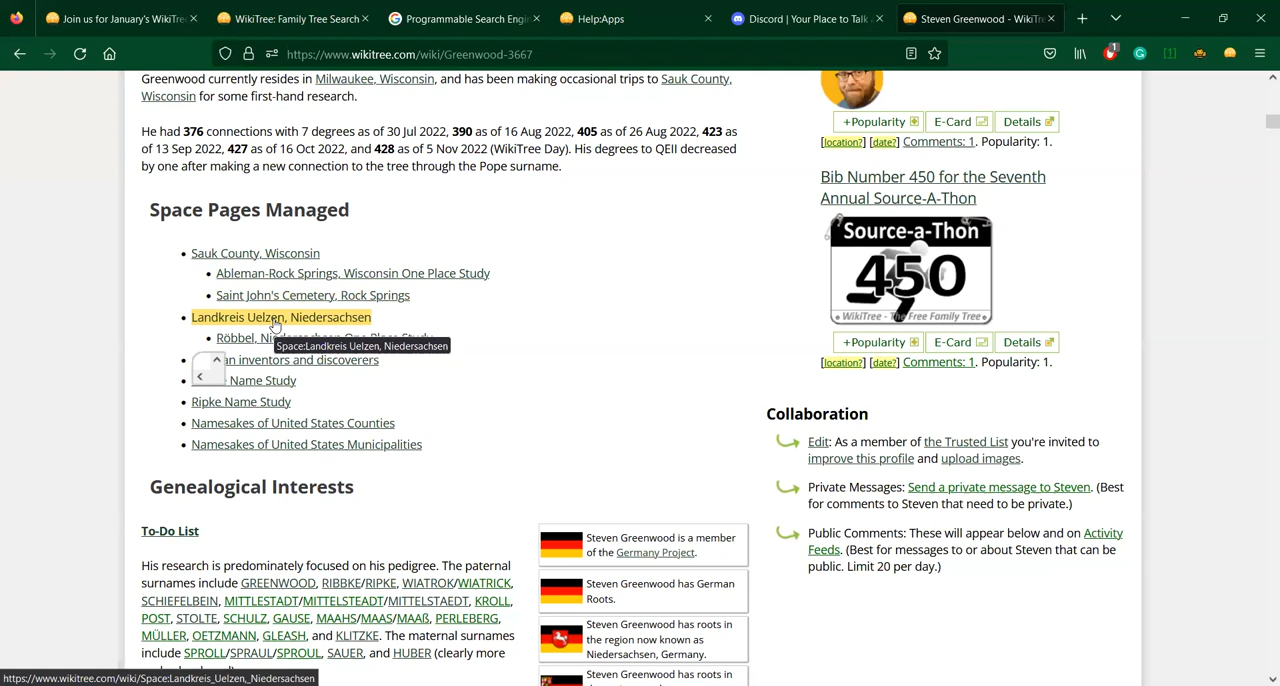 Join us for January's WikiTre
WikiTree: Family Tree Search
Programmable Search Engin
Help:Apps
Discord | Your Place to Talk a
Steven Greenwood - WikiTre
https://www.wikitree.com/wiki/Greenwood-3667
1
Greenwood currently resides in Milwaukee, Wisconsin, and has been making occasional trips to Sauk County,
Wisconsin for some first-hand research.
He had 376 connections with 7 degrees as of 30 Jul 2022, 390 as of 16 Aug 2022, 405 as of 26 Aug 2022, 423 as
of 13 Sep 2022, 427 as of 16 Oct 2022, and 428 as of 5 Nov 2022 (WikiTree Day). His degrees to QEII decreased
by one after making a new connection to the tree through the Pope surname.
Space Pages Managed
Sauk County, Wisconsin
Ableman-Rock Springs, Wisconsin One Place Study
Saint John's Cemetery, Rock Springs
Landkreis Uelzen, Niedersachsen
Röbbel, Niedersachsen One Place Study
Space:Landkreis Uelzen, Niedersachsen
an inventors and discoverers
Name Study
Ripke Name Study
Namesakes of United States Counties
Namesakes of United States Municipalities
Genealogical Interests
To-Do List
His research is predominately focused on his pedigree. The paternal
surnames include GREENWOOD, RIBBKE/RIPKE, WIATROK/WIATRICK,
SCHIEFELBEIN, MITTLESTADT/MITTELSTEADT/MITTELSTAEDT, KROLL,
POST, STOLTE, SCHULZ, GAUSE, MAAHS/MAAS/MAAß, PERLEBERG,
MÜLLER, OETZMANN, GLEASH, and KLITZKE. The maternal surnames
include SPROLL/SPRAUL/SPROUL, SAUER, and HUBER (clearly more
Steven Greenwood is a member
of the Germany Project.
Steven Greenwood has German
Roots.
Steven Greenwood has roots in
the region now known as
Niedersachsen, Germany.
Steven Greenwood has roots in
+Popularity
E-Card
Details
[location?] [date?] Comments: 1. Popularity: 1.
Bib Number 450 for the Seventh
Annual Source-A-Thon
Source-a-Thon
450
WikiTree - The Free Family Tree
+Popularity
E-Card
Details
[location?] [date?] Comments: 1. Popularity: 1.
Collaboration
Edit: As a member of the Trusted List you're invited to
improve this profile and upload images.
Private Messages: Send a private message to Steven. (Best
for comments to Steven that need to be private.)
Public Comments: These will appear below and on Activity
Feeds. (Best for messages to or about Steven that can be
public. Limit 20 per day.)
https://www.wikitree.com/wiki/Space:Landkreis_Uelzen,_Niedersachsen